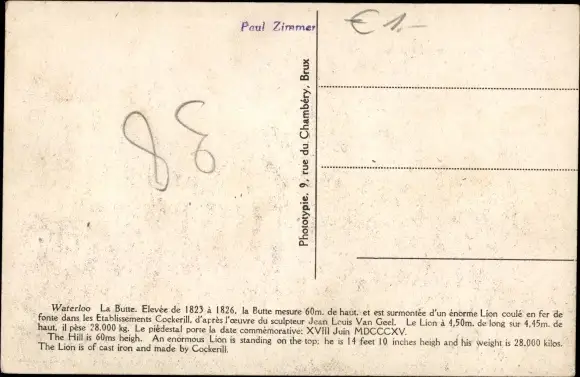 Paul Zimmer
€ 1.-
88
Phototypie. 9, rue du Chambéry, Brux
Waterloo La Butte. Elevée de 1823 à 1826, la Butte mesure 60m. de haut. et est surmontée d'un énorme Lion coulé en fer de
fonte dans les Etablissements Cockerill, d'après l'œuvre du sculpteur Jean Louis Van Geel. Le Lion à 4,50m. de long sur 4,45m. de
haut, il pèse 28.000 kg. Le piédestal porse la date commémorative: XVIII Juin MDCCCXV.
The Hill is 60ms heigh. An enormous Lion is standing on the top; he is 14 feet 10 inches heigh and his weight is 28.000 kilos.
The Lion is of cast iron and made by Cockerill.